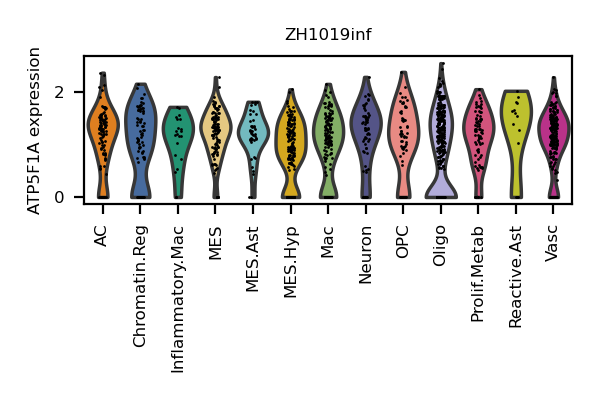 ZH1019inf
ATP5F1A expression
2
0
AC
Chromatin.Reg
Inflammatory.Mac
MES
MES.Ast
MES.Hyp
Mac
Neuron
OPC
Oligo
Prolif.Metab
Reactive.Ast
Vasc